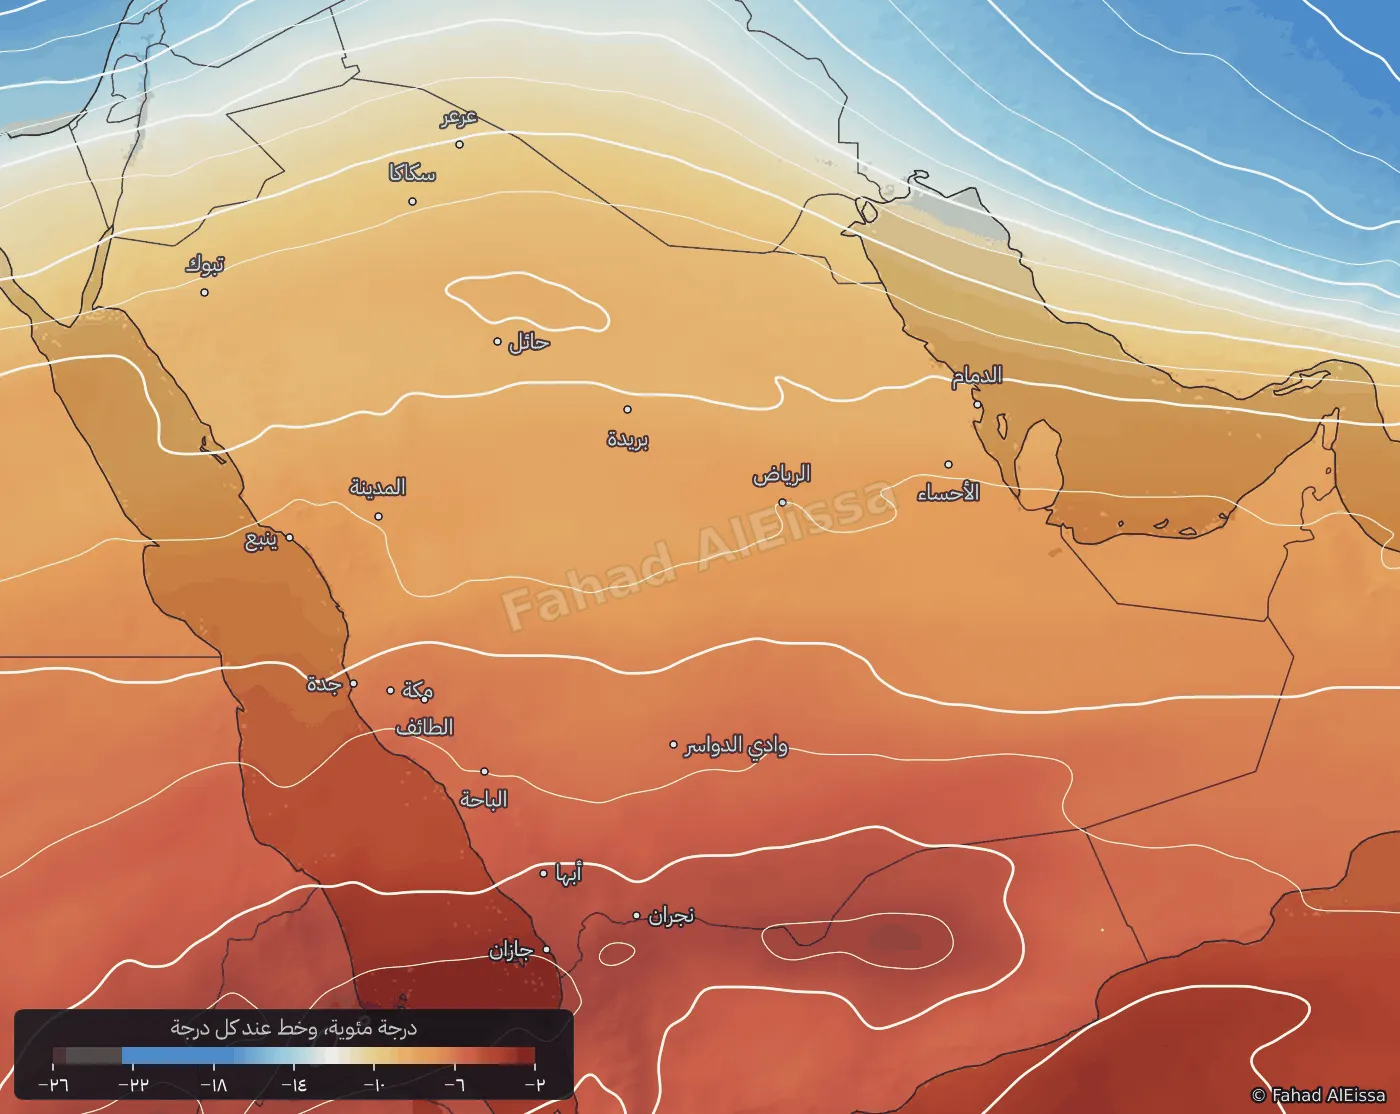 عرعر
سكاكا
تبوك
حائل
الدمام
بريدة
الرياض
المدينة
الأحساء
ينبع
Fahad AlEissa
جدة
مكة
الطائف
وادي الدواسر
الباحة
أبها
نجران
جازان
درجة مئوية، وخط عند كل درجة
−٢٦ −٢٢ −١٨ −١٤ −١٠ −٦ −٢
© Fahad AlEissa